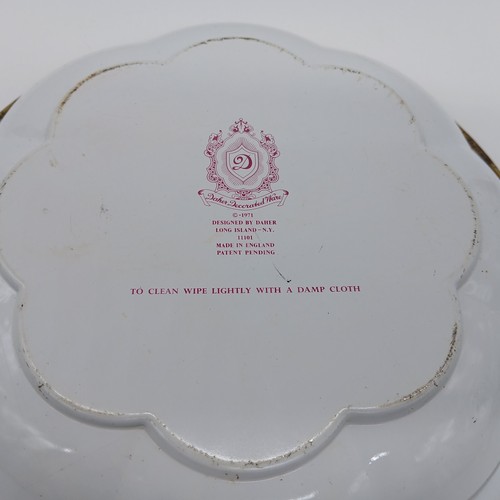 D
Daher Decorated Ware
© -1971
DESIGNED BY DAHER
LONG ISLAND - N.Y.
11101
MADE IN ENGLAND
PATENT PENDING
TO CLEAN WIPE LIGHTLY WITH A DAMP CLOTH